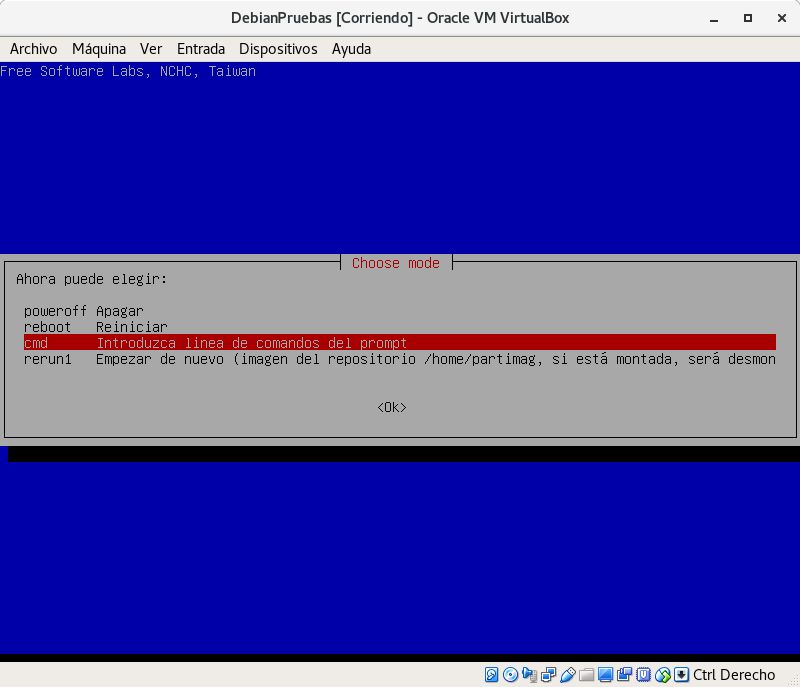 DebianPruebas [Corriendo] - Oracle VM VirtualBox
Archivo Máquina Ver Entrada Dispositivos Ayuda
Free Software Labs, NCHC, Taiwan
Choose mode
Ahora puede elegir:
poweroff Apagar
reboot Reiniciar
cmd Introduzca linea de comandos del prompt
rerun1 Empezar de nuevo (imagen del repositorio /home/partimag, si está montada, será desmon
<Ok>
Ctrl Derecho